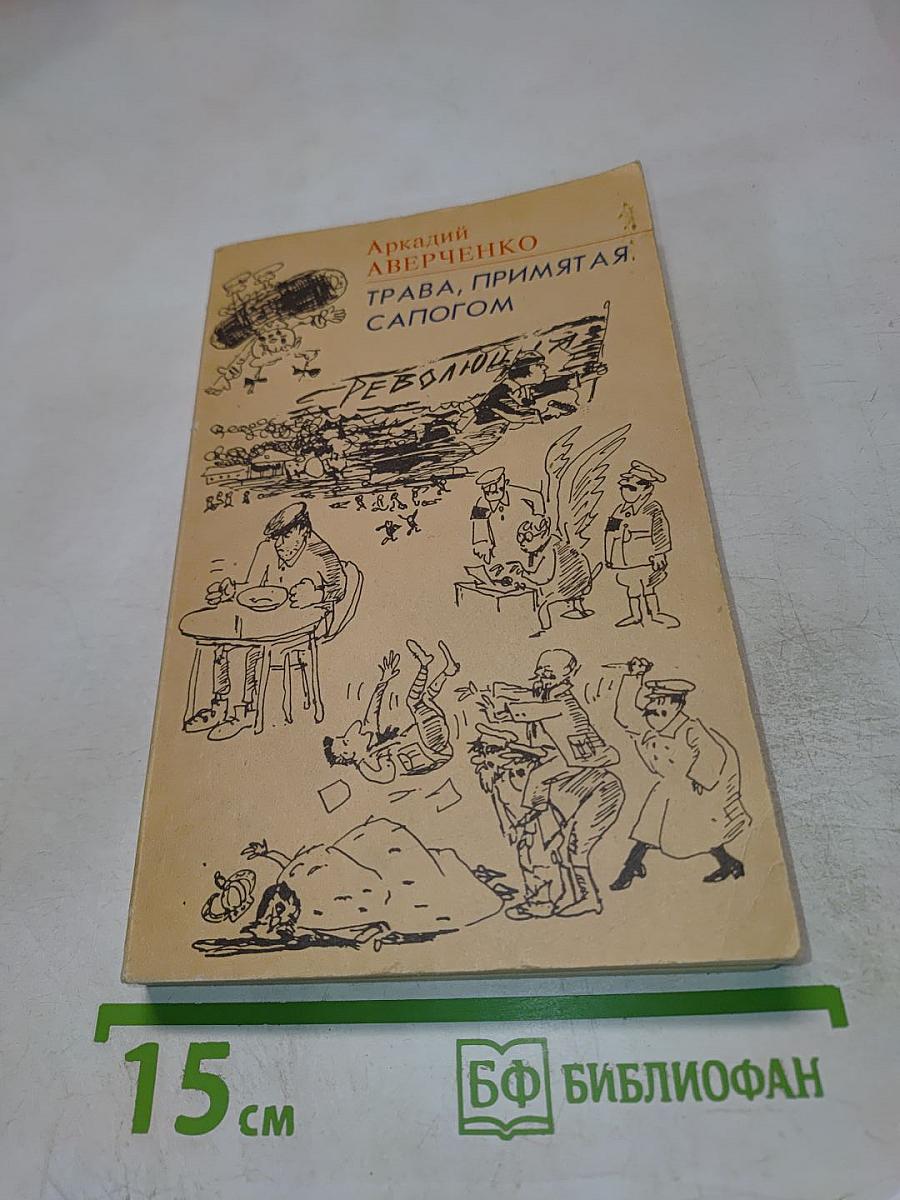 Аркадий
АВЕРЧЕНКО
ТРАВА, ПРИМЯТАЯ
САПОГОМ
РЕВОЛЮЦИЯ
15 см
БФ БИБЛИОФАН